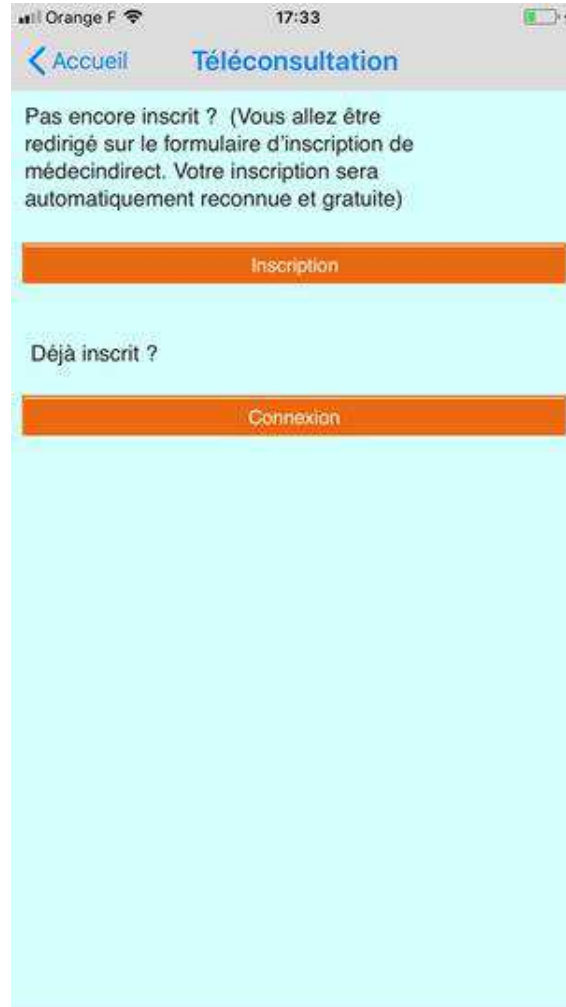 Orange F 17:33
Accueil Téléconsultation
Pas encore inscrit ? (Vous allez être
redirigé sur le formulaire d'inscription de
médecindirect. Votre inscription sera
automatiquement reconnue et gratuite)
Inscription
Déjà inscrit ?
Connexion